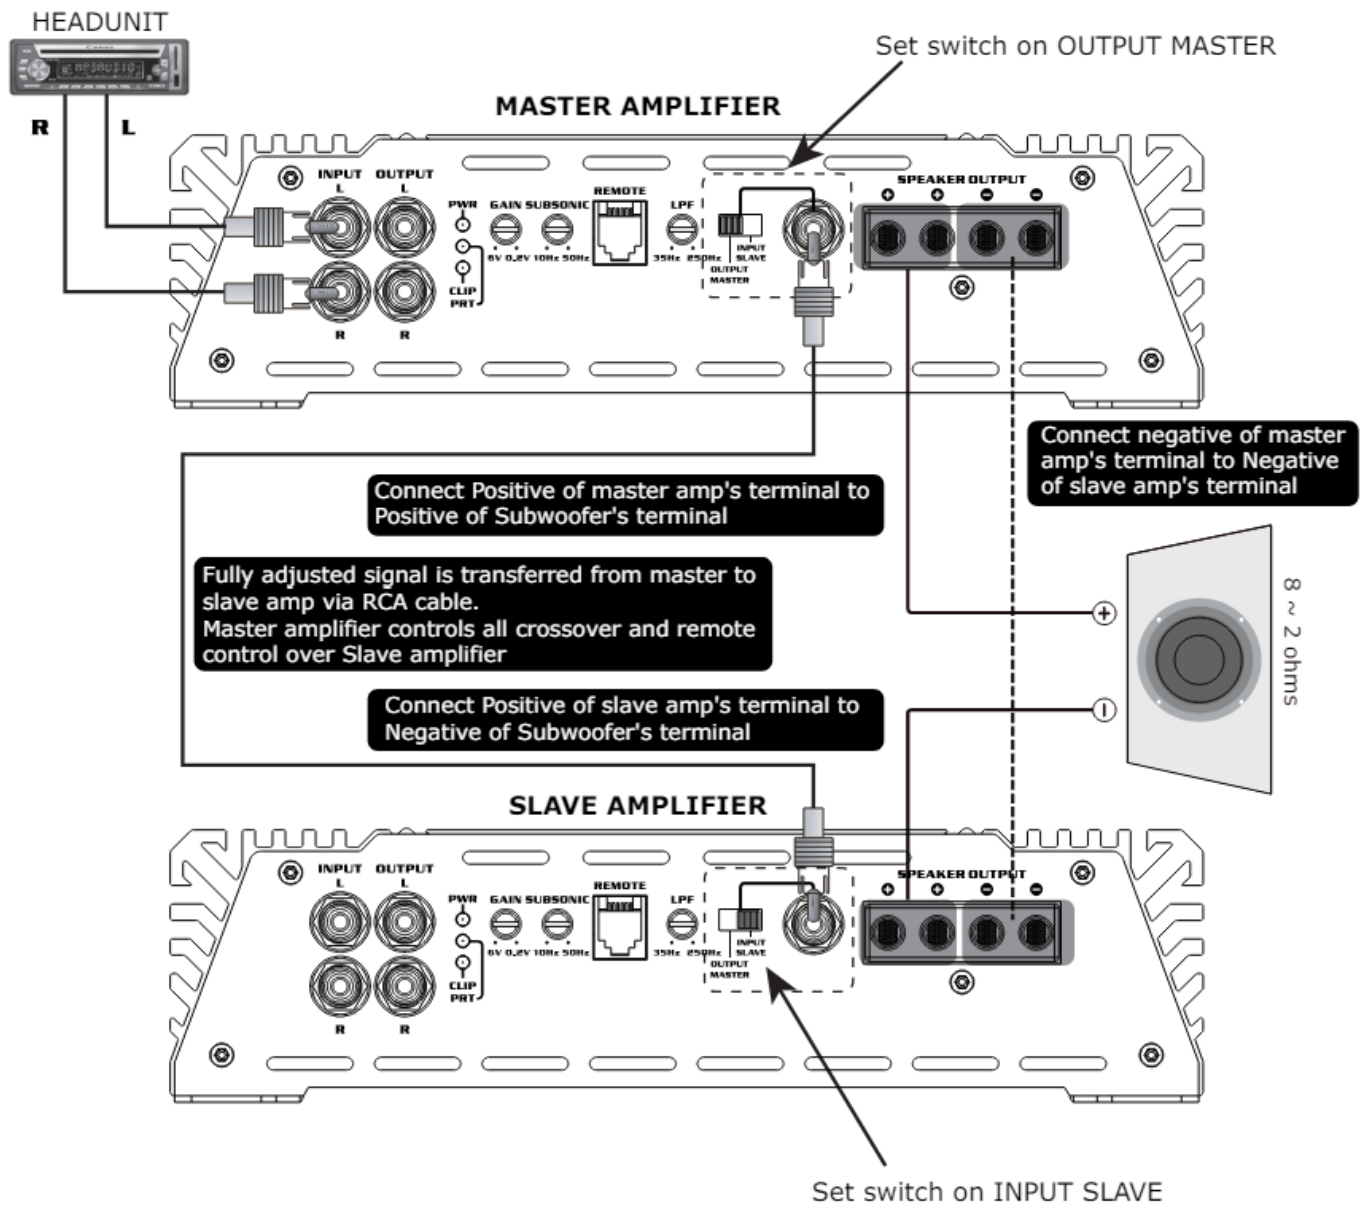 HEADUNIT
Set switch on OUTPUT MASTER
R
L
MASTER AMPLIFIER
INPUT
L
OUTPUT
L
R
R
PWR
CLIP
PRT
GAIN SUBSONIC
6V 0.2V 10Hz 50Hz
REMOTE
LPF
35Hz 250Hz
INPUT
SLAVE
OUTPUT
MASTER
SPEAKER OUTPUT
+ + - -
Connect negative of master
amp's terminal to Negative
of slave amp's terminal
Connect Positive of master amp's terminal to
Positive of Subwoofer's terminal
Fully adjusted signal is transferred from master to
slave amp via RCA cable.
Master amplifier controls all crossover and remote
control over Slave amplifier
+
8 ~ 2 ohms
Connect Positive of slave amp's terminal to
Negative of Subwoofer's terminal
-
SLAVE AMPLIFIER
INPUT
L
OUTPUT
L
R
R
PWR
CLIP
PRT
GAIN SUBSONIC
6V 0.2V 10Hz 50Hz
REMOTE
LPF
35Hz 250Hz
INPUT
SLAVE
OUTPUT
MASTER
SPEAKER OUTPUT
+ + - -
Set switch on INPUT SLAVE